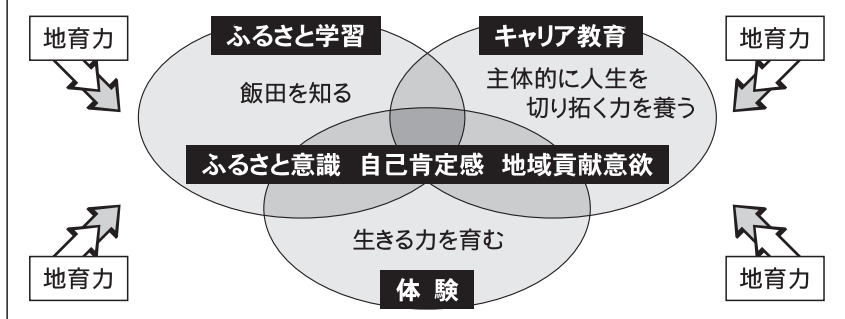 地育力
ふるさと学習
キャリア教育
地育力
飯田を知る
主体的に人生を
切り拓く力を養う
ふるさと意識 自己肯定感 地域貢献意欲
生きる力を育む
地育力
体 験
地育力